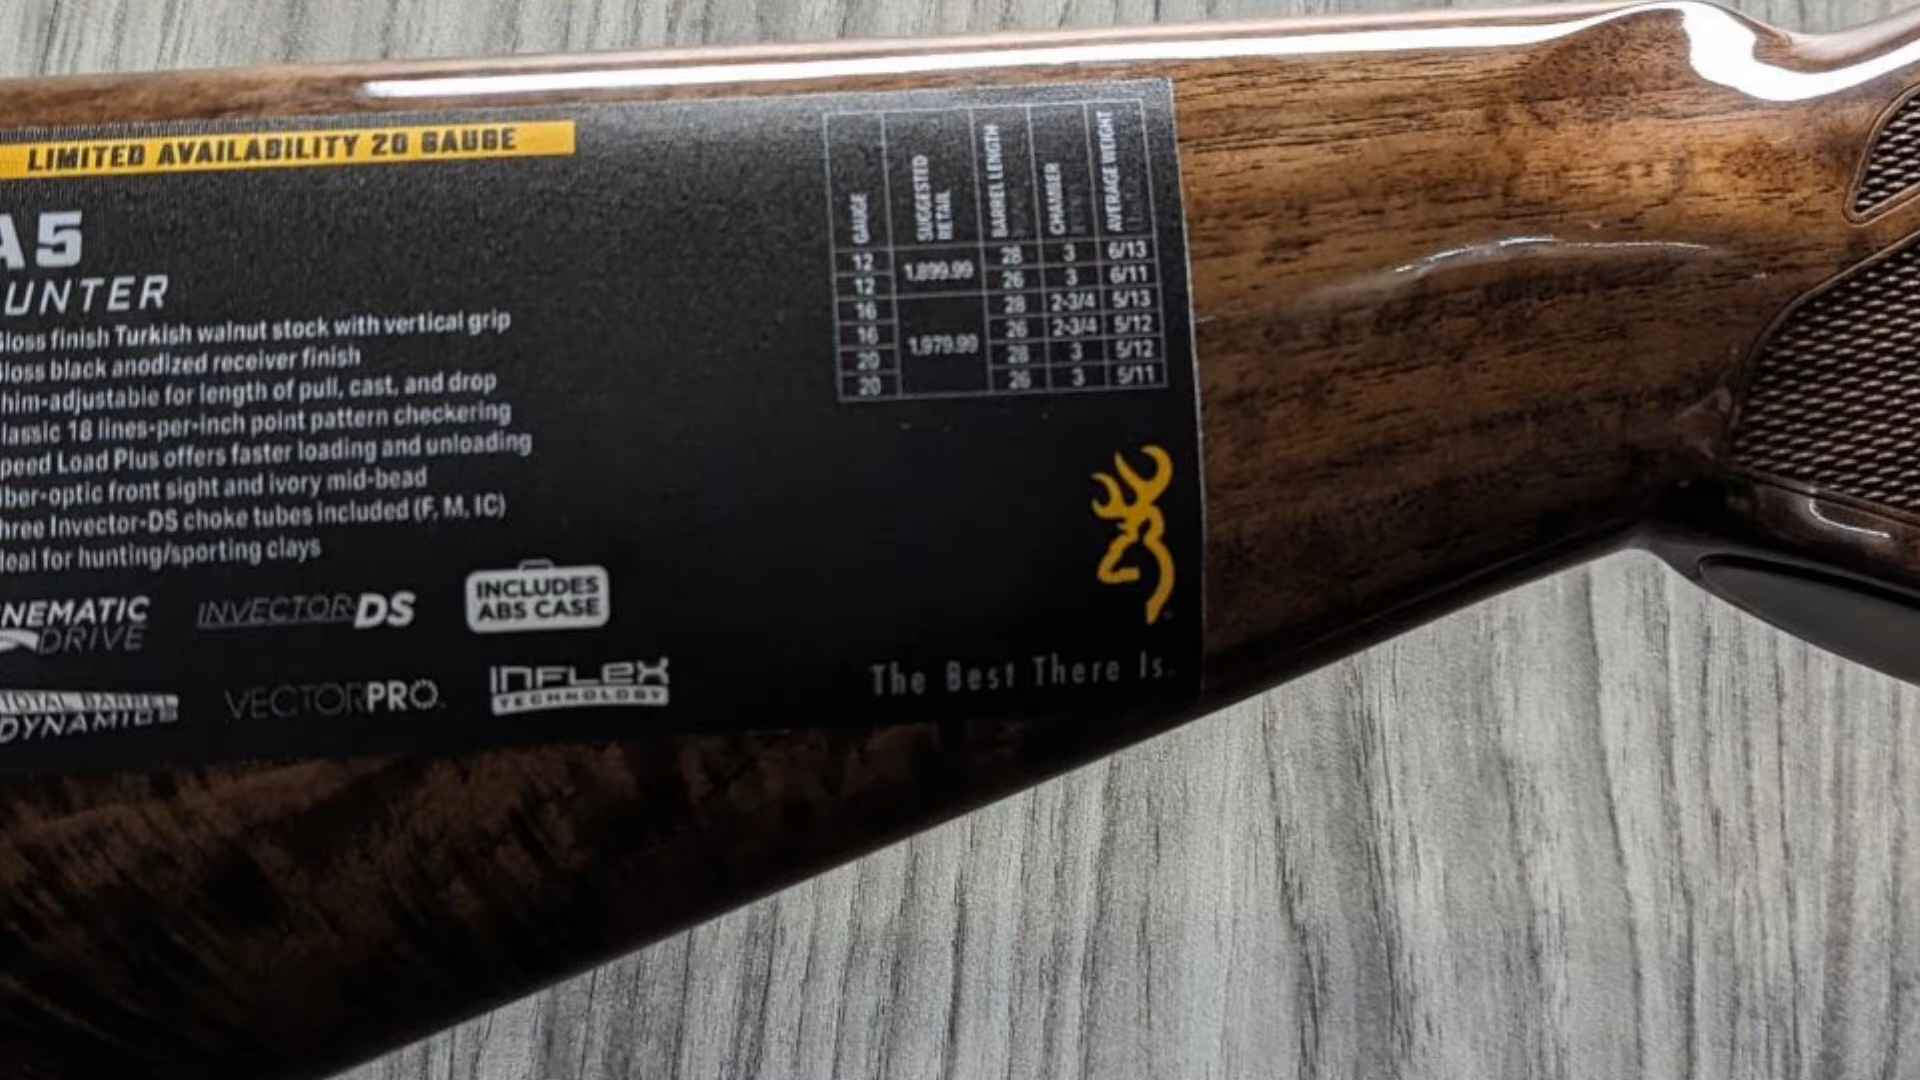 LIMITED AVAILABILITY 20 GAUGE
A5
UNTER
loss finish Turkish walnut stock with vertical grip
loss black anodized receiver finish
him-adjustable for length of pull, cast, and drop
lassic 18 lines-per-inch point pattern checkering
peed Load Plus offers faster loading and unloading
iber-optic front sight and ivory mid-bead
hree Invector-DS choke tubes included (F, M, IC)
deal for hunting/sporting clays
NEMATIC
DRIVE
INVECTOR-DS
INCLUDES
ABS CASE
TOTAL BARREL
DYNAMICS
VECTOR PRO
INFLEX
TECHNOLOGY
GAUGE SUGGESTED RETAIL BARREL LENGTH CHAMBER AVERAGE WEIGHT
12 1,899.99 28 3 6/13
12 26 3 6/11
16 1,979.99 28 2-3/4 5/13
16 26 2-3/4 5/12
20 28 3 5/12
20 26 3 5/11
The Best There Is.